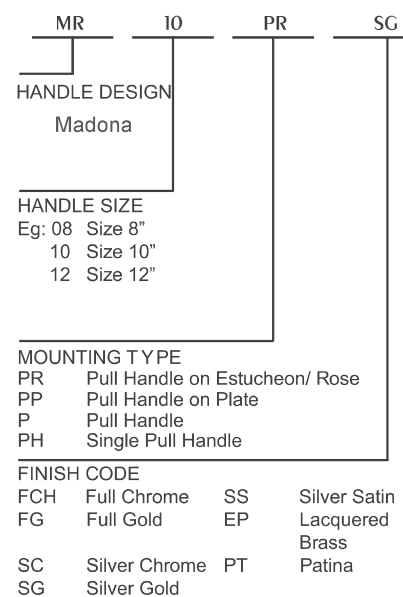 MR 10 PR SG
HANDLE DESIGN
Madona
HANDLE SIZE
Eg: 08 Size 8”
10 Size 10”
12 Size 12”
MOUNTING TYPE
PR Pull Handle on Estucheon/ Rose
PP Pull Handle on Plate
P Pull Handle
PH Single Pull Handle
FINISH CODE
FCH Full Chrome SS Silver Satin
FG Full Gold EP Lacquered
Brass
SC Silver Chrome PT Patina
SG Silver Gold